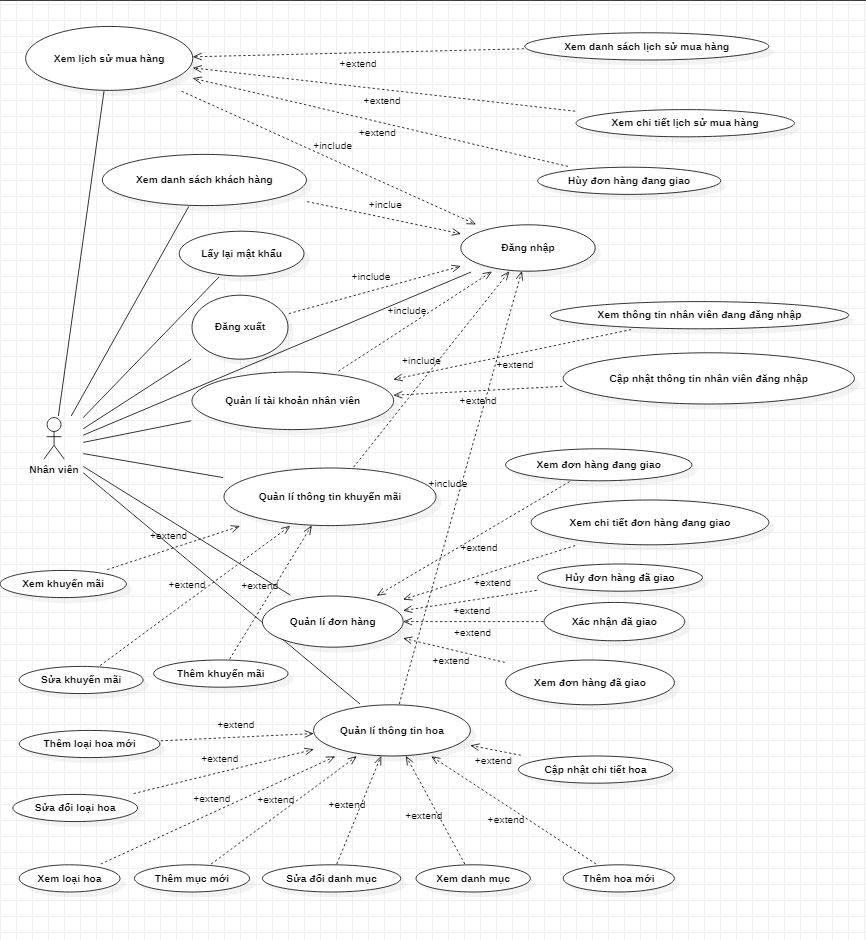 Xem lịch sử mua hàng
Xem danh sách lịch sử mua hàng
+extend
+extend
Xem chi tiết lịch sử mua hàng
+extend
+include
Xem danh sách khách hàng
Hủy đơn hàng đang giao
+inclue
Lấy lại mật khẩu
Đăng nhập
+include
+include
Đăng xuất
Xem thông tin nhân viên đang đăng nhập
+include
+extend
Cập nhật thông tin nhân viên đăng nhập
Quản lí tài khoản nhân viên
+extend
Nhân viên
Xem đơn hàng đang giao
+include
Quản lí thông tin khuyến mãi
Xem chi tiết đơn hàng đang giao
+extend
+extend
Xem khuyến mãi
+extend
+extend
+extend
Hủy đơn hàng đã giao
+extend
Quản lí đơn hàng
Xác nhận đã giao
+extend
+extend
Sửa khuyến mãi
Thêm khuyến mãi
Xem đơn hàng đã giao
+extend
Quản lí thông tin hoa
Thêm loại hoa mới
+extend
+extend
Cập nhật chi tiết hoa
Sửa đổi loại hoa
+extend
+extend
+extend
+extend
+extend
Xem loại hoa
Thêm mục mới
Sửa đổi danh mục
Xem danh mục
Thêm hoa mới